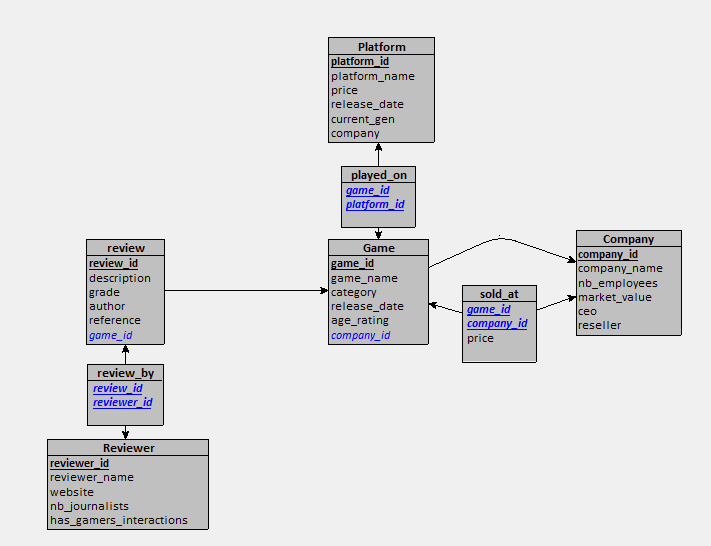 Platform
platform_id
platform_name
price
release_date
current_gen
company
played_on
game_id
platform_id
review
review_id
description
grade
author
reference
game_id
Game
game_id
game_name
category
release_date
age_rating
company_id
Company
company_id
company_name
nb_employees
market_value
ceo
reseller
sold_at
game_id
company_id
price
review_by
review_id
reviewer_id
Reviewer
reviewer_id
reviewer_name
website
nb_journalists
has_gamers_interactions